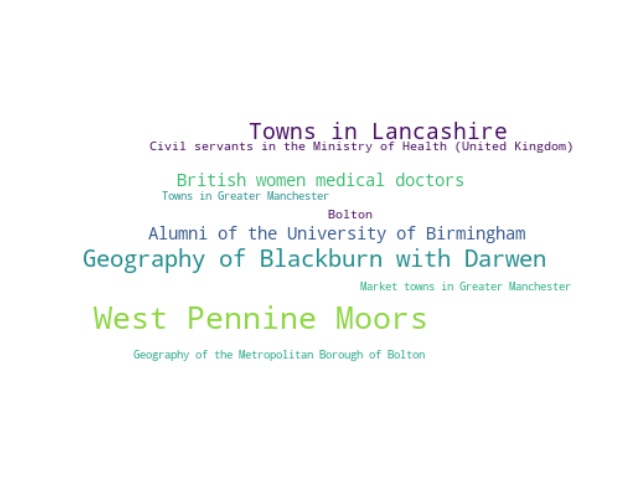 Towns in Lancashire
Civil servants in the Ministry of Health (United Kingdom)
British women medical doctors
Towns in Greater Manchester
Bolton
Alumni of the University of Birmingham
Geography of Blackburn with Darwen
Market towns in Greater Manchester
West Pennine Moors
Geography of the Metropolitan Borough of Bolton